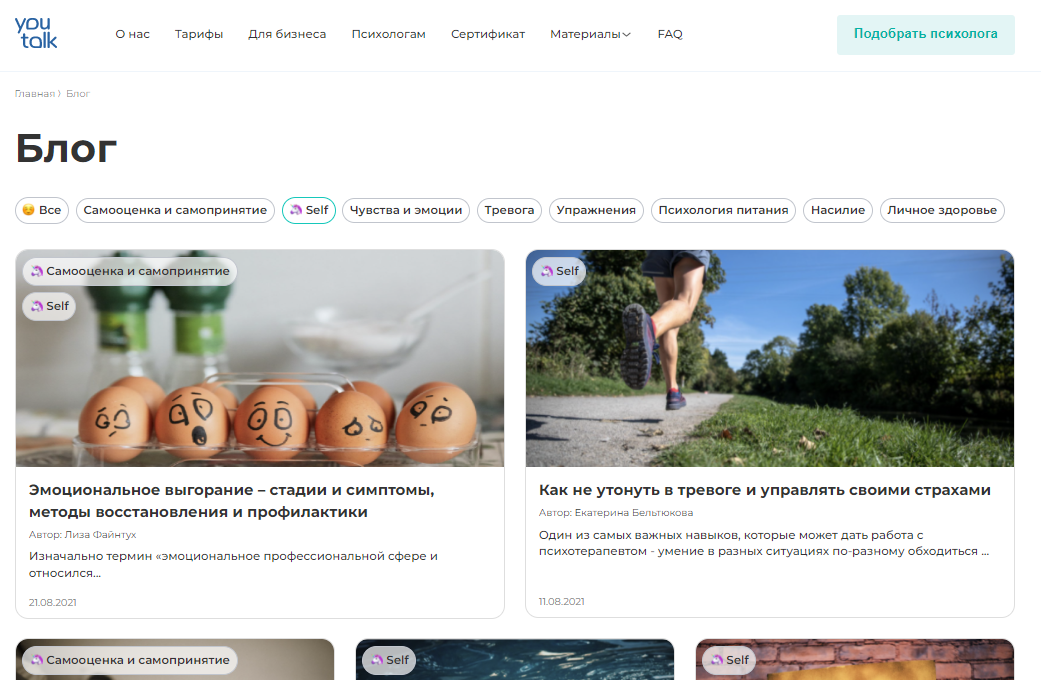 you talk
О нас Тарифы Для бизнеса Психологам Сертификат Материалы FAQ
Подобрать психолога
Главная Блог
Блог
Все Самооценка и самопринятие Self Чувства и эмоции Тревога Упражнения Психология питания Насилие Личное здоровье
Самооценка и самопринятие
Self
Эмоциональное выгорание – стадии и симптомы,
методы восстановления и профилактики
Автор: Лиза Файнтух
Изначально термин «эмоциональное профессиональной сфере и
относился...
21.08.2021
Self
Как не утонуть в тревоге и управлять своими страхами
Автор: Екатерина Бельтюкова
Один из самых важных навыков, которые может дать работа с
психотерапевтом - умение в разных ситуациях по-разному обходиться ...
11.08.2021
Самооценка и самопринятие
Self
Self